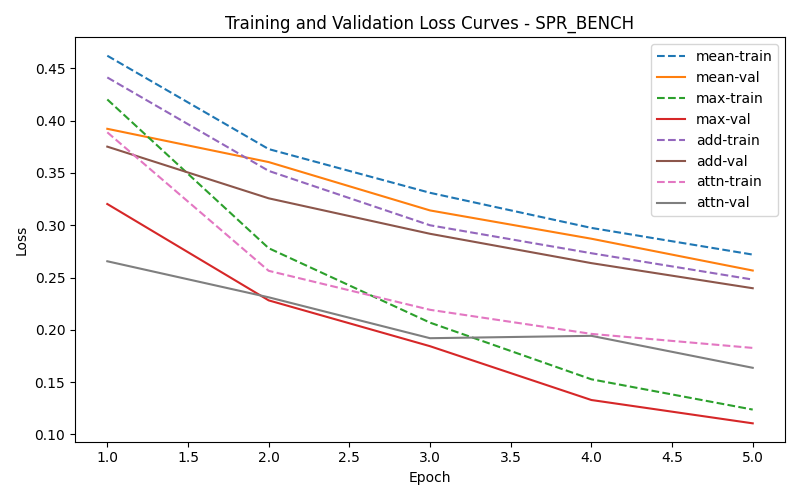 Training and Validation Loss Curves - SPR_BENCH
mean-train
mean-val
max-train
max-val
add-train
add-val
attn-train
attn-val
Loss
0.45
0.40
0.35
0.30
0.25
0.20
0.15
0.10
1.0 1.5 2.0 2.5 3.0 3.5 4.0 4.5 5.0
Epoch